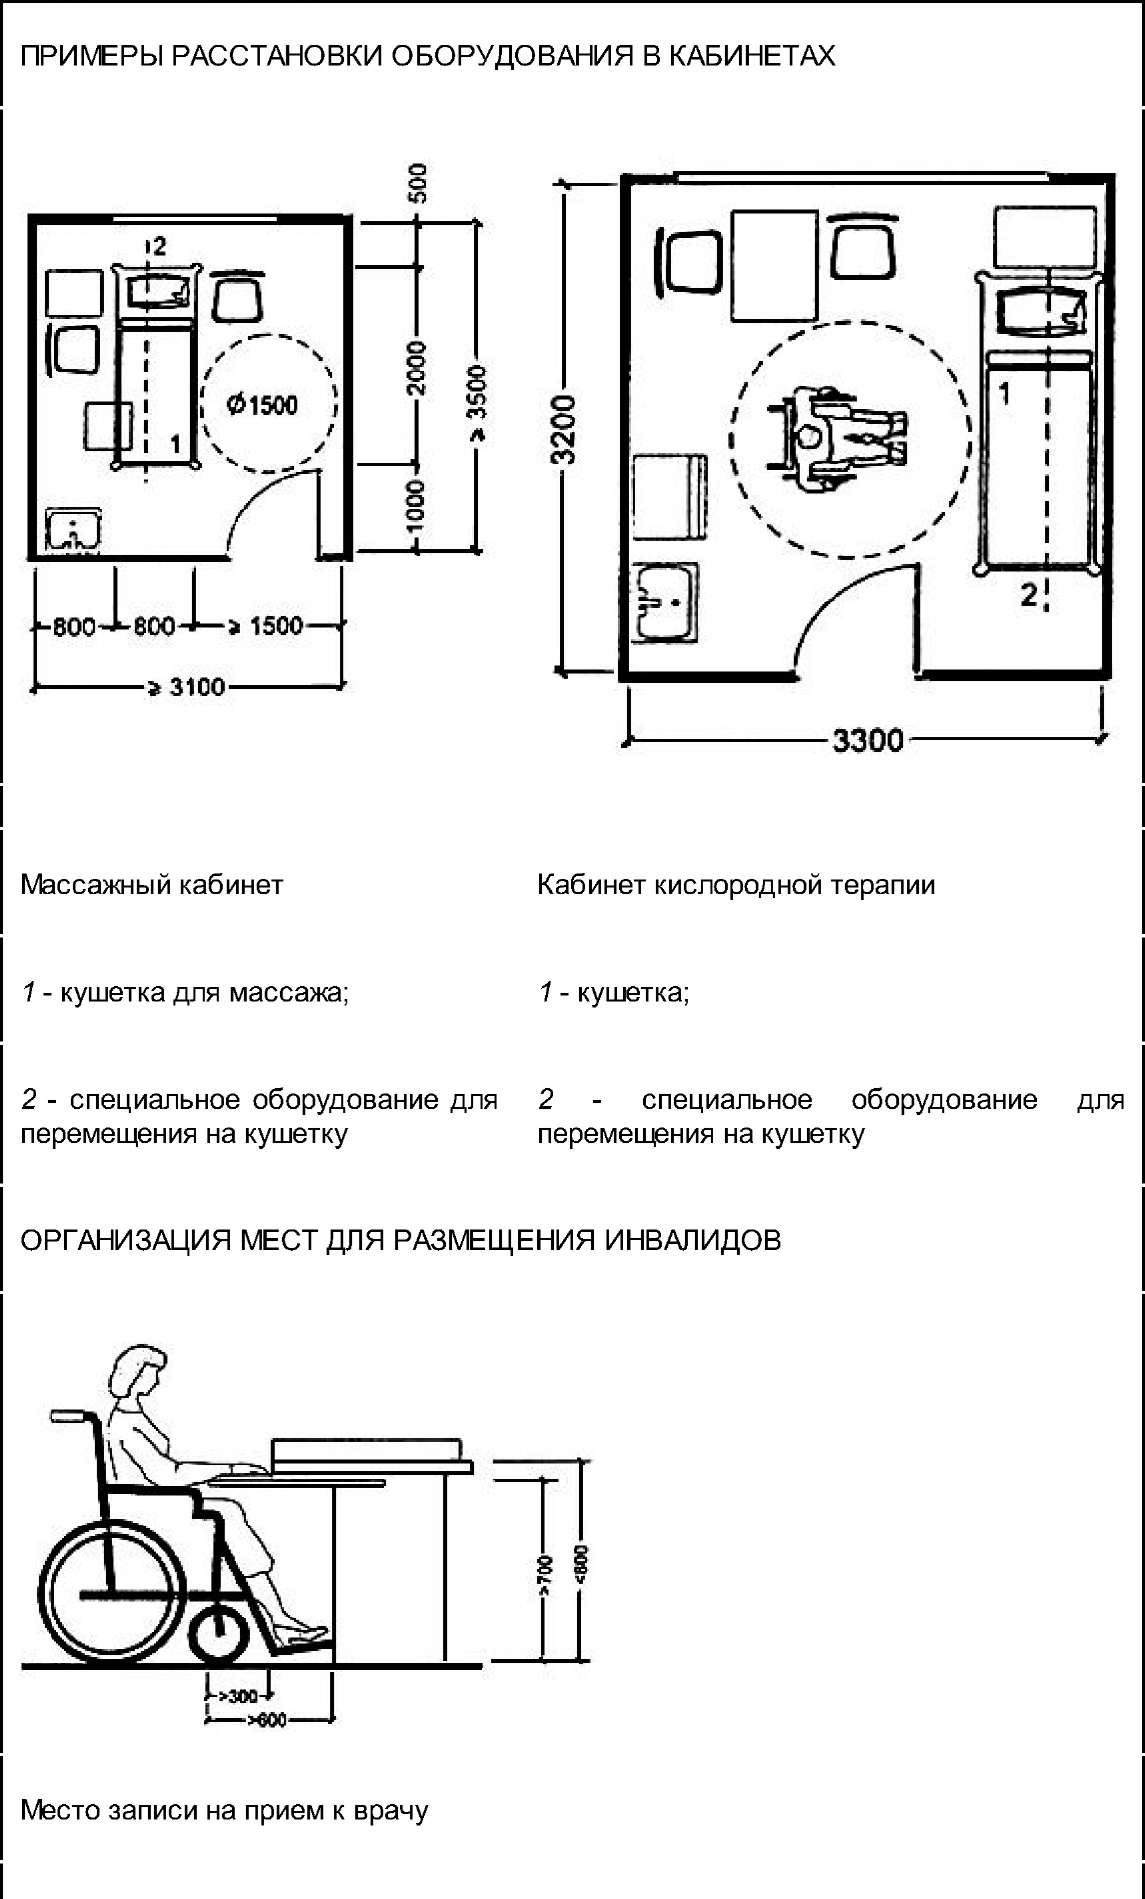 ПРИМЕРЫ РАССТАНОВКИ ОБОРУДОВАНИЯ В КАБИНЕТАХ
500
2000
1000
⩾ 3500
2
1
Ø1500
800
800
⩾ 1500
⩾ 3100
3200
1
2
3300
Массажный кабинет
Кабинет кислородной терапии
1 - кушетка для массажа;
1 - кушетка;
2 - специальное оборудование для
перемещения на кушетку
2 - специальное оборудование для
перемещения на кушетку
ОРГАНИЗАЦИЯ МЕСТ ДЛЯ РАЗМЕЩЕНИЯ ИНВАЛИДОВ
>700
<800
>300
>600
Место записи на прием к врачу